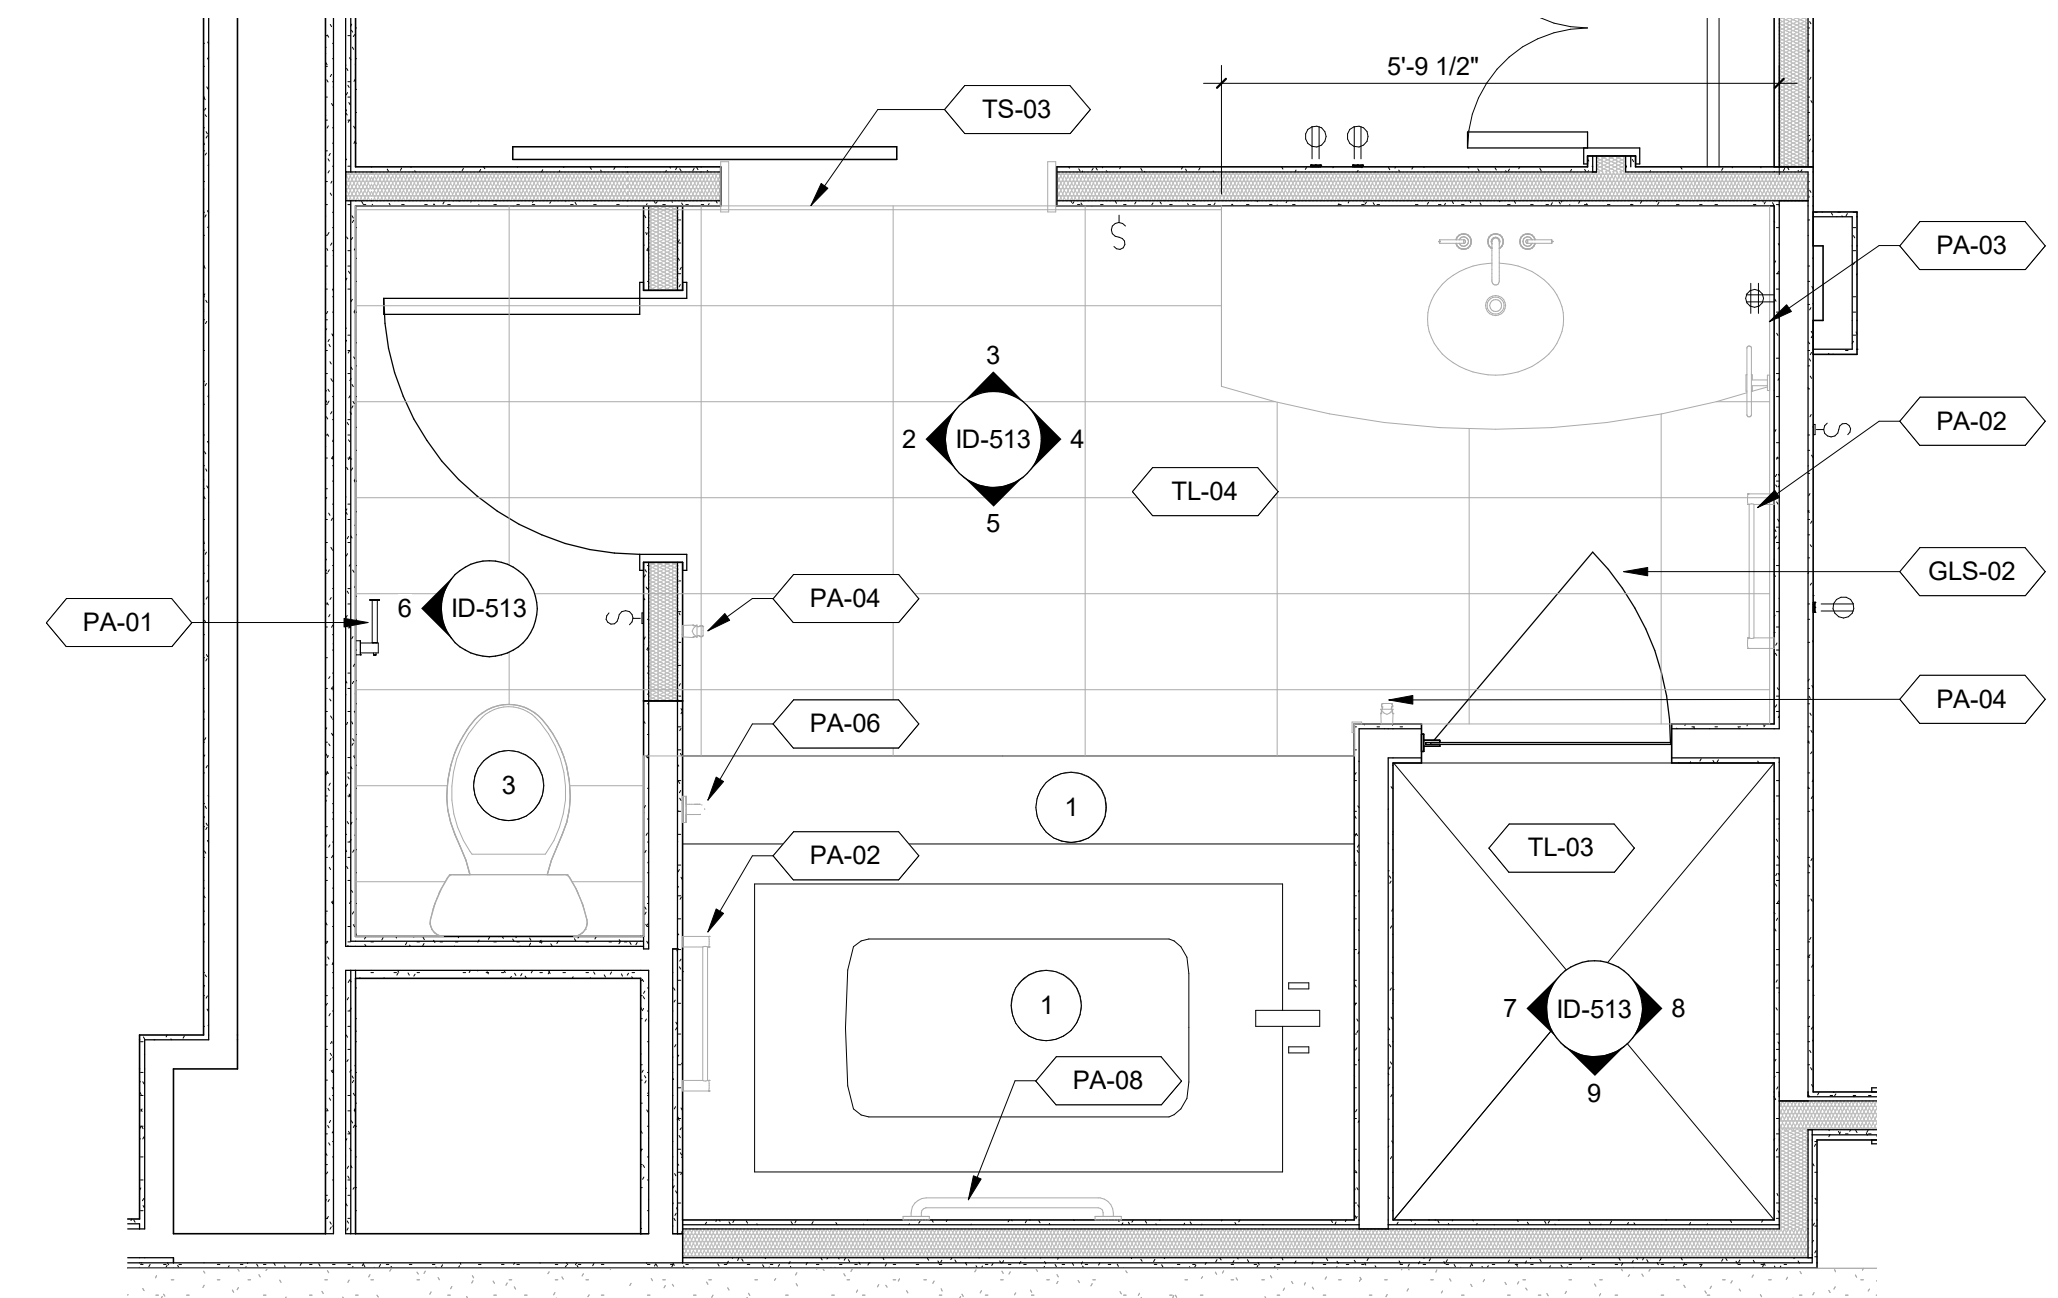 5'-9 1/2"
TS-03
PA-03
3
2 ID-513 4
5
PA-02
TL-04
GLS-02
PA-01
6 ID-513
PA-04
PA-04
PA-06
3
1
PA-02
TL-03
1
7 ID-513 8
PA-08
9
S
S
S